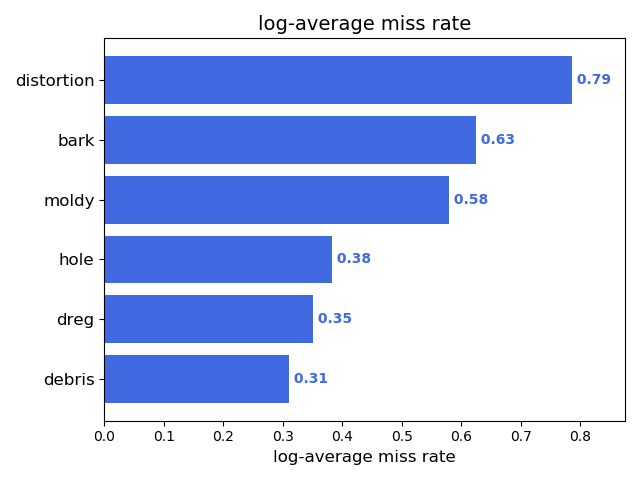 log-average miss rate
distortion 0.79
bark 0.63
moldy 0.58
hole 0.38
dreg 0.35
debris 0.31
0.0 0.1 0.2 0.3 0.4 0.5 0.6 0.7 0.8
log-average miss rate